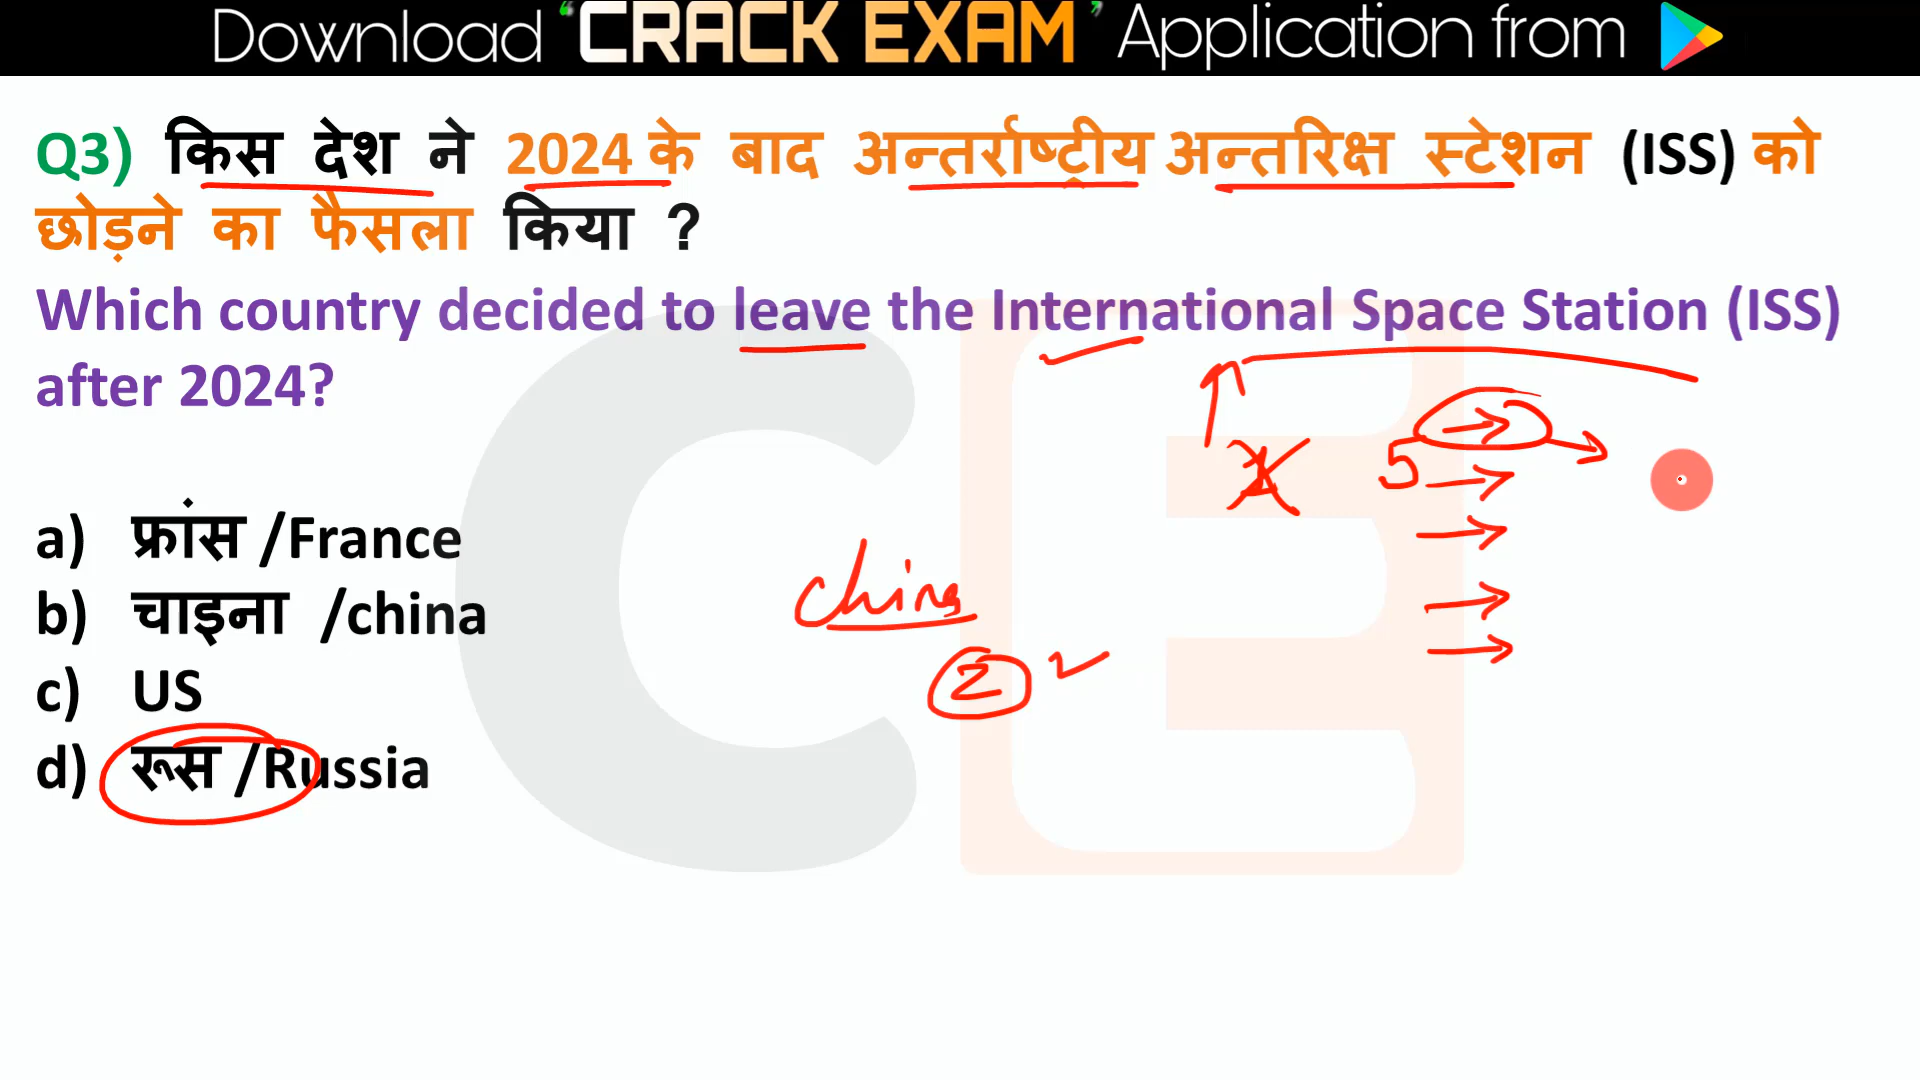 Download ‘CRACK EXAM’ Application from
Q3) किस देश ने 2024 के बाद अन्तर्राष्ट्रीय अन्तरिक्ष स्टेशन (ISS) को
छोड़ने का फैसला किया ?
Which country decided to leave the International Space Station (ISS)
after 2024?
5
a) फ्रांस /France
china
b) चाइना /china
c) US
2
d) रूस /Russia
CE